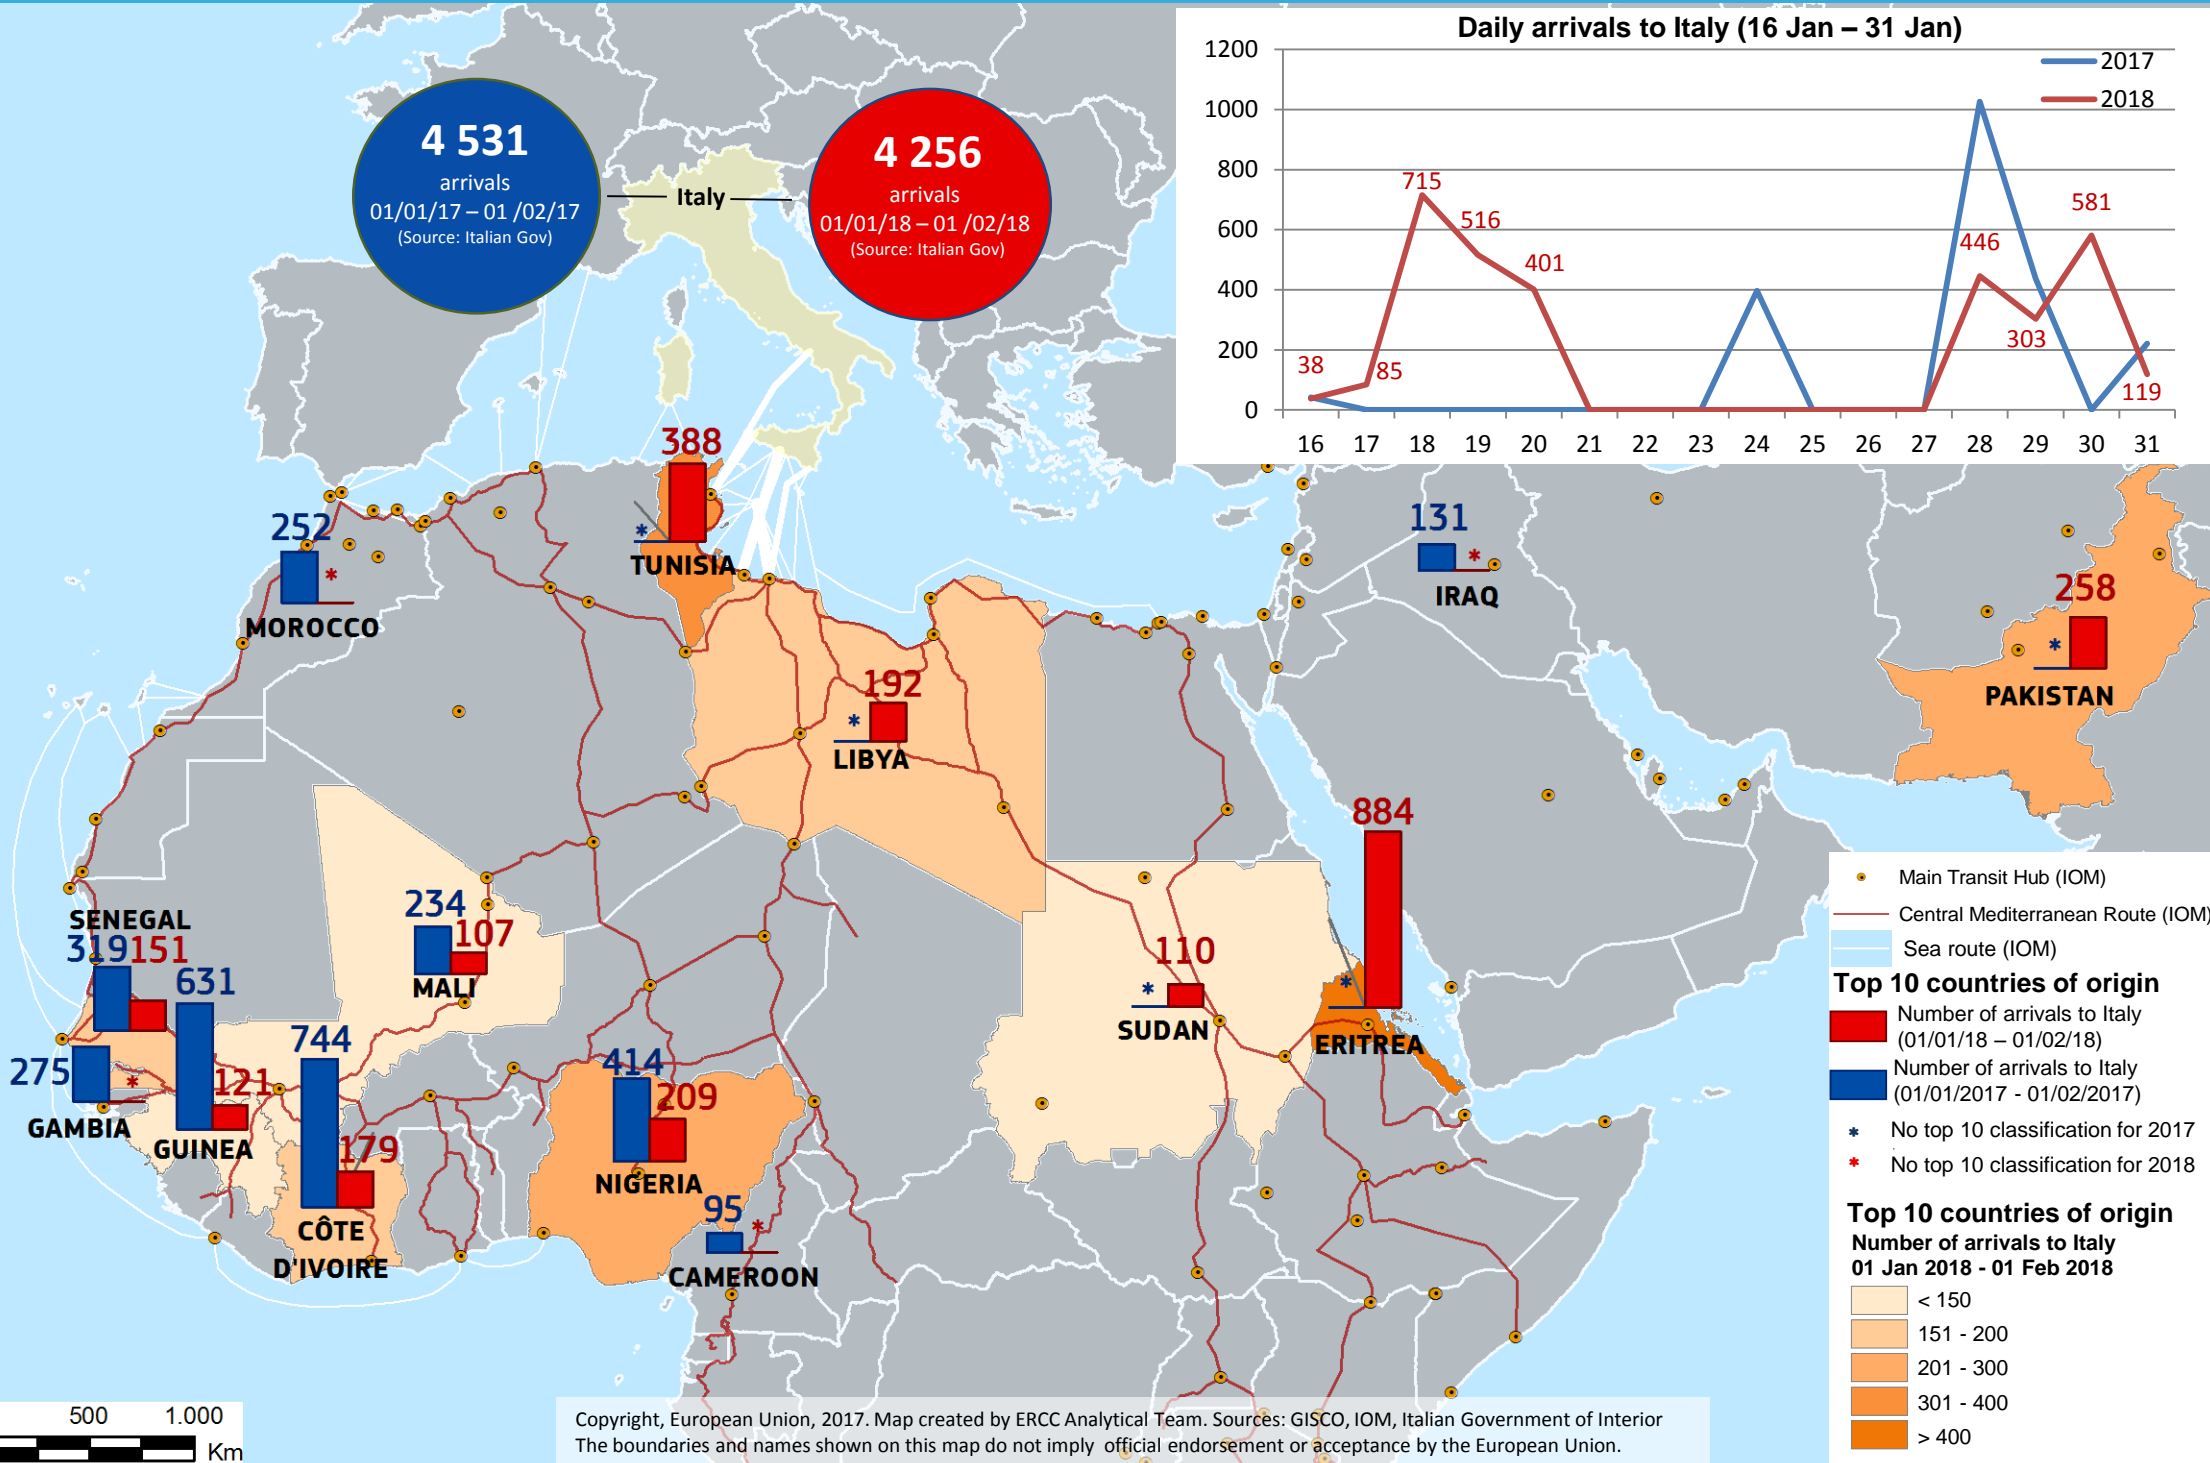 Daily arrivals to Italy (16 Jan – 31 Jan)
1200
1000
800
600
400
200
0
2017
2018
38
85
715
516
401
446
303
581
119
16 17 18 19 20 21 22 23 24 25 26 27 28 29 30 31
4 531
arrivals
01/01/17 – 01 /02/17
(Source: Italian Gov)
Italy
4 256
arrivals
01/01/18 – 01 /02/18
(Source: Italian Gov)
388
*
TUNISIA
252
*
MOROCCO
131
*
IRAQ
258
*
PAKISTAN
192
*
LIBYA
884
*
ERITREA
110
*
SUDAN
234
107
MALI
SENEGAL
319 151
275
*
GAMBIA
631
121
GUINEA
744
179
CÔTE
D'IVOIRE
414
209
NIGERIA
95
*
CAMEROON
Main Transit Hub (IOM)
Central Mediterranean Route (IOM)
Sea route (IOM)
Top 10 countries of origin
Number of arrivals to Italy
(01/01/18 – 01/02/18)
Number of arrivals to Italy
(01/01/2017 - 01/02/2017)
* No top 10 classification for 2017
* No top 10 classification for 2018
Top 10 countries of origin
Number of arrivals to Italy
01 Jan 2018 - 01 Feb 2018
< 150
151 - 200
201 - 300
301 - 400
> 400
500 1.000
Km
Copyright, European Union, 2017. Map created by ERCC Analytical Team. Sources: GISCO, IOM, Italian Government of Interior
The boundaries and names shown on this map do not imply official endorsement or acceptance by the European Union.